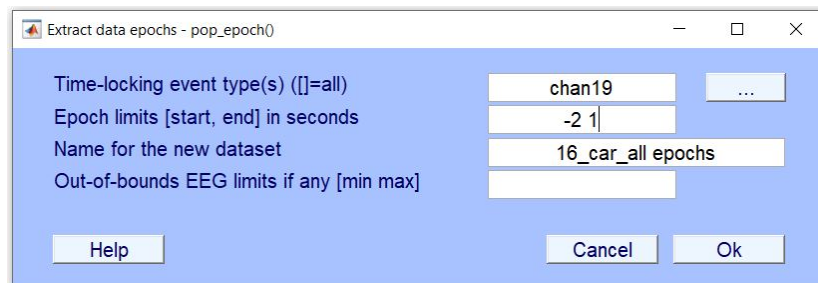 Extract data epochs - pop_epoch()
Time-locking event type(s) ([]=all) chan19 ...
Epoch limits [start, end] in seconds -2 1
Name for the new dataset 16_car_all epochs
Out-of-bounds EEG limits if any [min max]
Help Cancel Ok